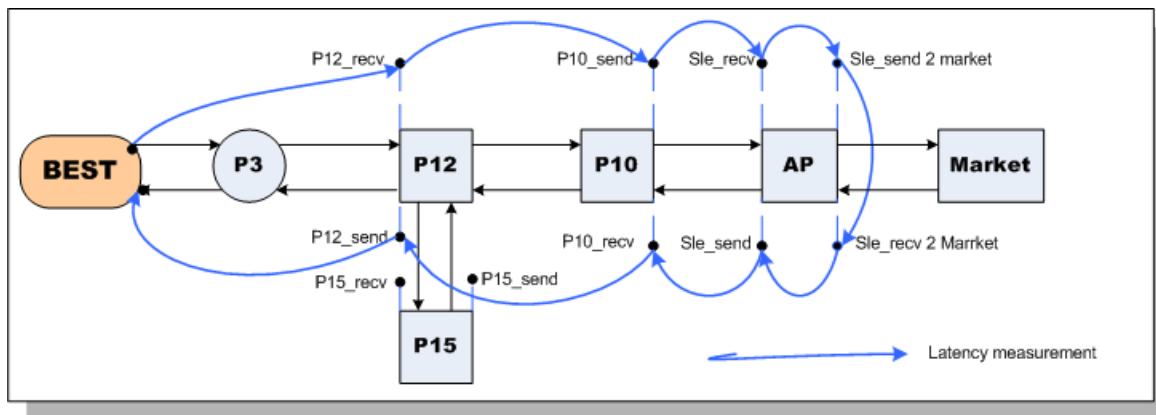 P12_recv
P10_send
Sle_recv
Sle_send 2 market
BEST
P3
P12
P10
AP
Market
P12_send
P10_recv
Sle_send
Sle_recv 2 Marrket
P15_recv
P15_send
P15
Latency measurement